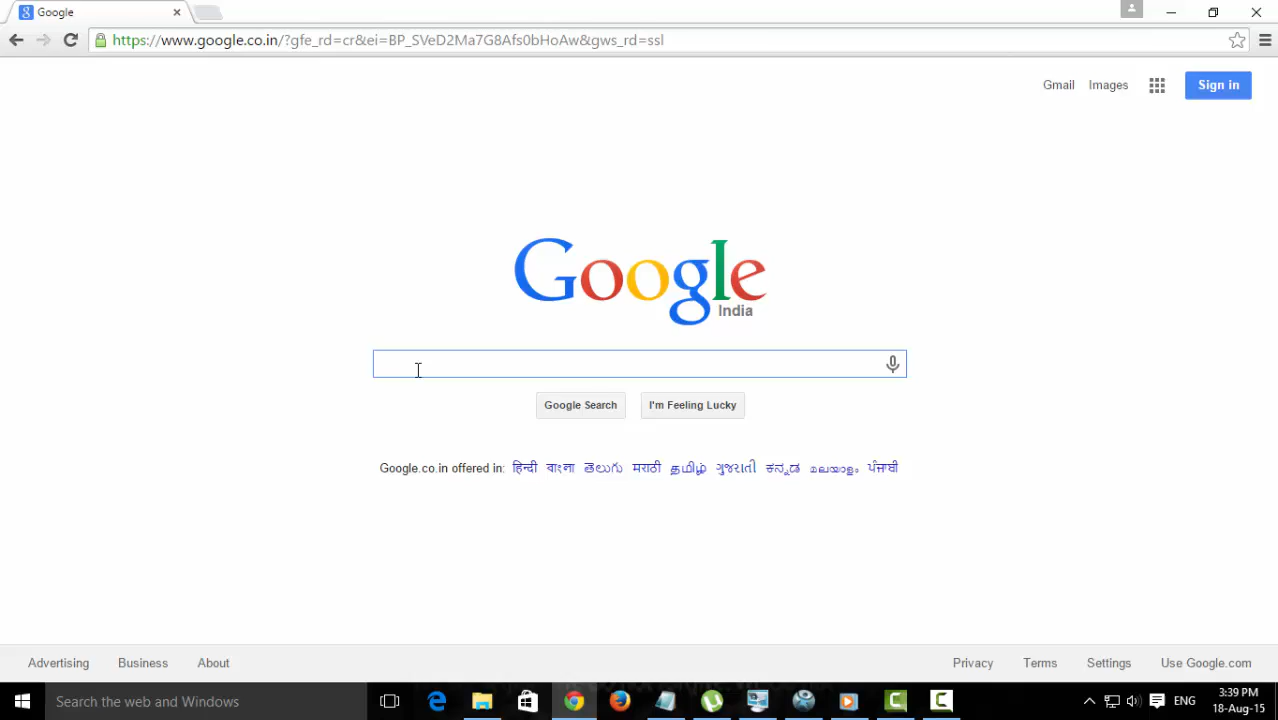 Google
https://www.google.co.in/?gfe_rd=cr&ei=BP_SVeD2Ma7G8Afs0bHoAw&gws_rd=ssl
Gmail Images Sign in
Google
India
Google Search I'm Feeling Lucky
Google.co.in offered in: हिन्दी বাংলা తెలుగు मराठी தமிழ் ગુજરાતી ಕನ್ನಡ മലയാളം ਪੰਜਾਬੀ
Advertising Business About Privacy Terms Settings Use Google.com
Search the web and Windows ENG 3:39 PM
18-Aug-15